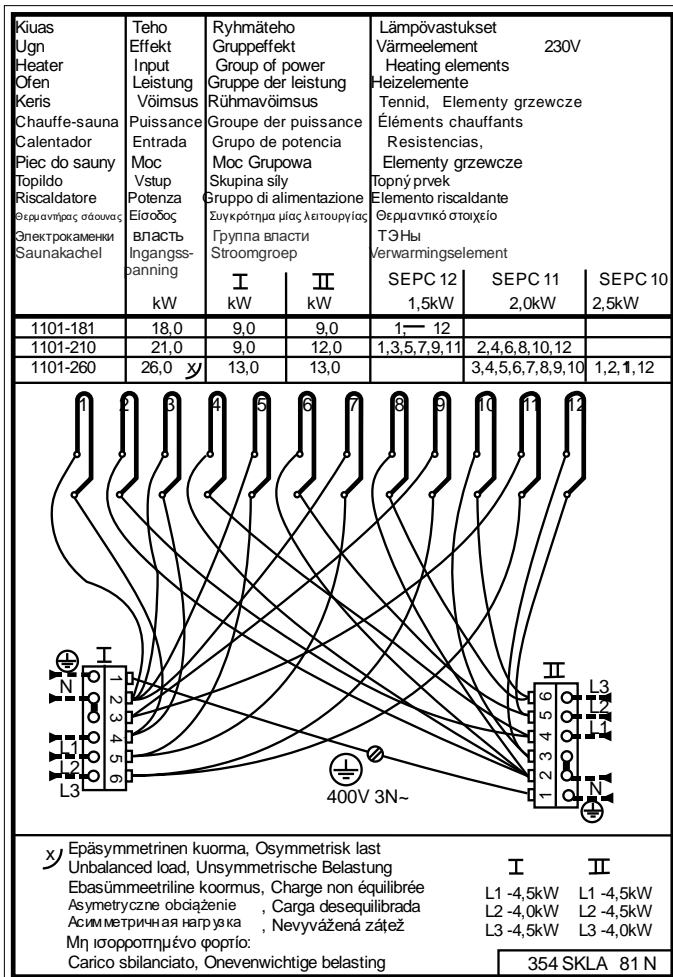 Kiuas Teho Ryhmäteho Lämpövastukset
Ugn Effekt Gruppeffekt Värmeelement 230V
Heater Input Group of power Heating elements
Ofen Leistung Gruppe der leistung Heizelemente
Keris Vöimsus Rühmavöimsus Tennid, Elementy grzewcze
Chauffe-sauna Puissance Groupe der puissance Éléments chauffants
Calentador Entrada Grupo de potencia Resistencias,
Piec do sauny Moc Moc Grupowa Elementy grzewcze
Topildo Vstup Skupina síly Topný prvek
Riscaldatore Potenza Gruppo di alimentazione Elemento riscaldante
Θερμαντήρας σάουνας Είσοδος Συγκρότημα μίας λειτουργίας Θερμαντικό στοιχείο
Электрокаменки власть Группа власти ТЭНы
Saunakachel Ingangss- Stroomgroep Verwarmingselement
panning
I II SEPC 12 SEPC 11 SEPC 10
kW kW kW 1,5kW 2,0kW 2,5kW
1101-181 18,0 9,0 9,0 1,— 12
1101-210 21,0 9,0 12,0 1,3,5,7,9,11 2,4,6,8,10,12
1101-260 26,0 x) 13,0 13,0 3,4,5,6,7,8,9,10 1,2,1,12
1 2 3 4 5 6 7 8 9 10 11 12
I
N
1
2
3
4
5
6
L1
L2
L3
II
6
5
4
3
2
1
L3
L2
L1
N
400V 3N~
x) Epäsymmetrinen kuorma, Osymmetrisk last
Unbalanced load, Unsymmetrische Belastung
Ebasümmeetriline koormus, Charge non équilibrée
Asymetryczne obciążenie , Carga desequilibrada
Асимметричная нагрузка , Nevyvážená zátěž
Μη ισορροπημένο φορτίο:
Carico sbilanciato, Onevenwichtige belasting
I II
L1 -4,5kW L1 -4,5kW
L2 -4,0kW L2 -4,5kW
L3 -4,5kW L3 -4,0kW
354 SKLA 81 N